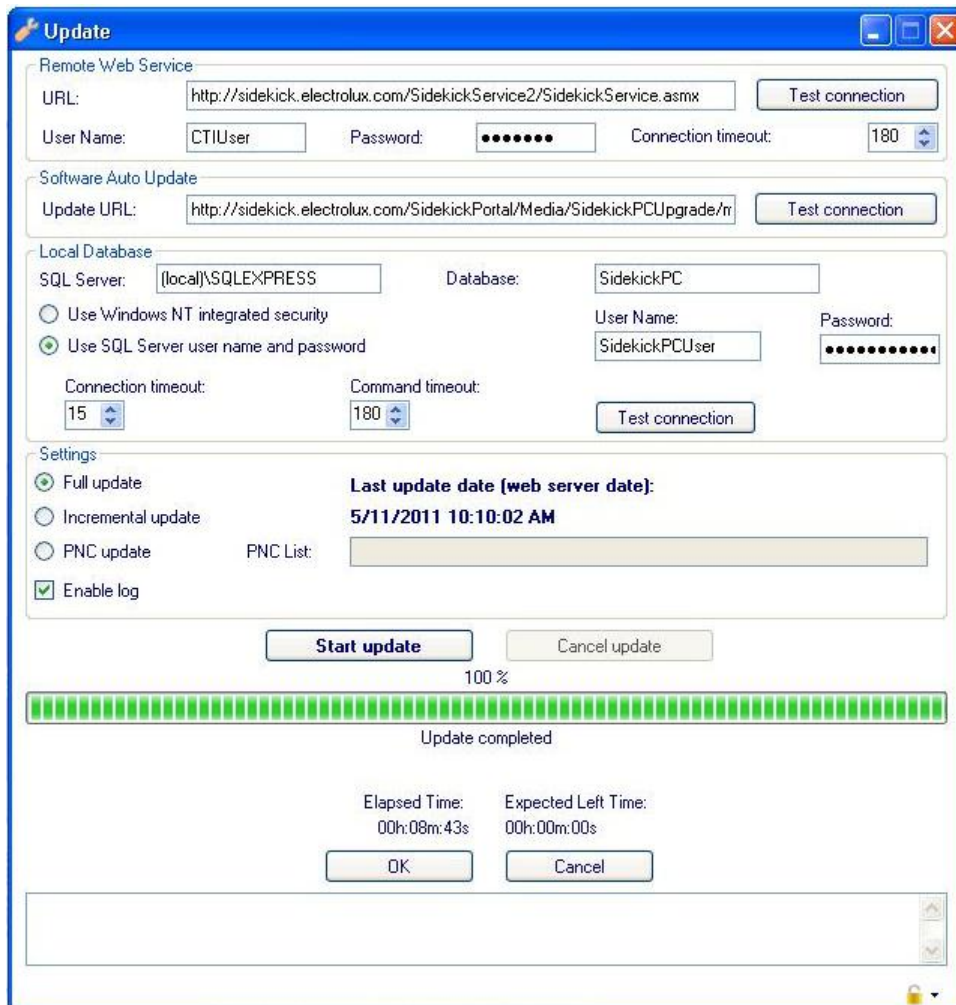 Update
Remote Web Service
URL: http://sidekick.electrolux.com/SidekickService2/SidekickService.asmx Test connection
User Name: CTIUser Password: ●●●●●●● Connection timeout: 180
Software Auto Update
Update URL: http://sidekick.electrolux.com/SidekickPortal/Media/SidekickPCUpgrade/m Test connection
Local Database
SQL Server: (local)\SQLEXPRESS Database: SidekickPC
Use Windows NT integrated security User Name: Password:
Use SQL Server user name and password SidekickPCUser ●●●●●●●●●●●
Connection timeout: Command timeout:
15 180 Test connection
Settings
Full update Last update date (web server date):
Incremental update 5/11/2011 10:10:02 AM
PNC update PNC List:
Enable log
Start update Cancel update
100 %
Update completed
Elapsed Time: Expected Left Time:
00h:08m:43s 00h:00m:00s
OK Cancel